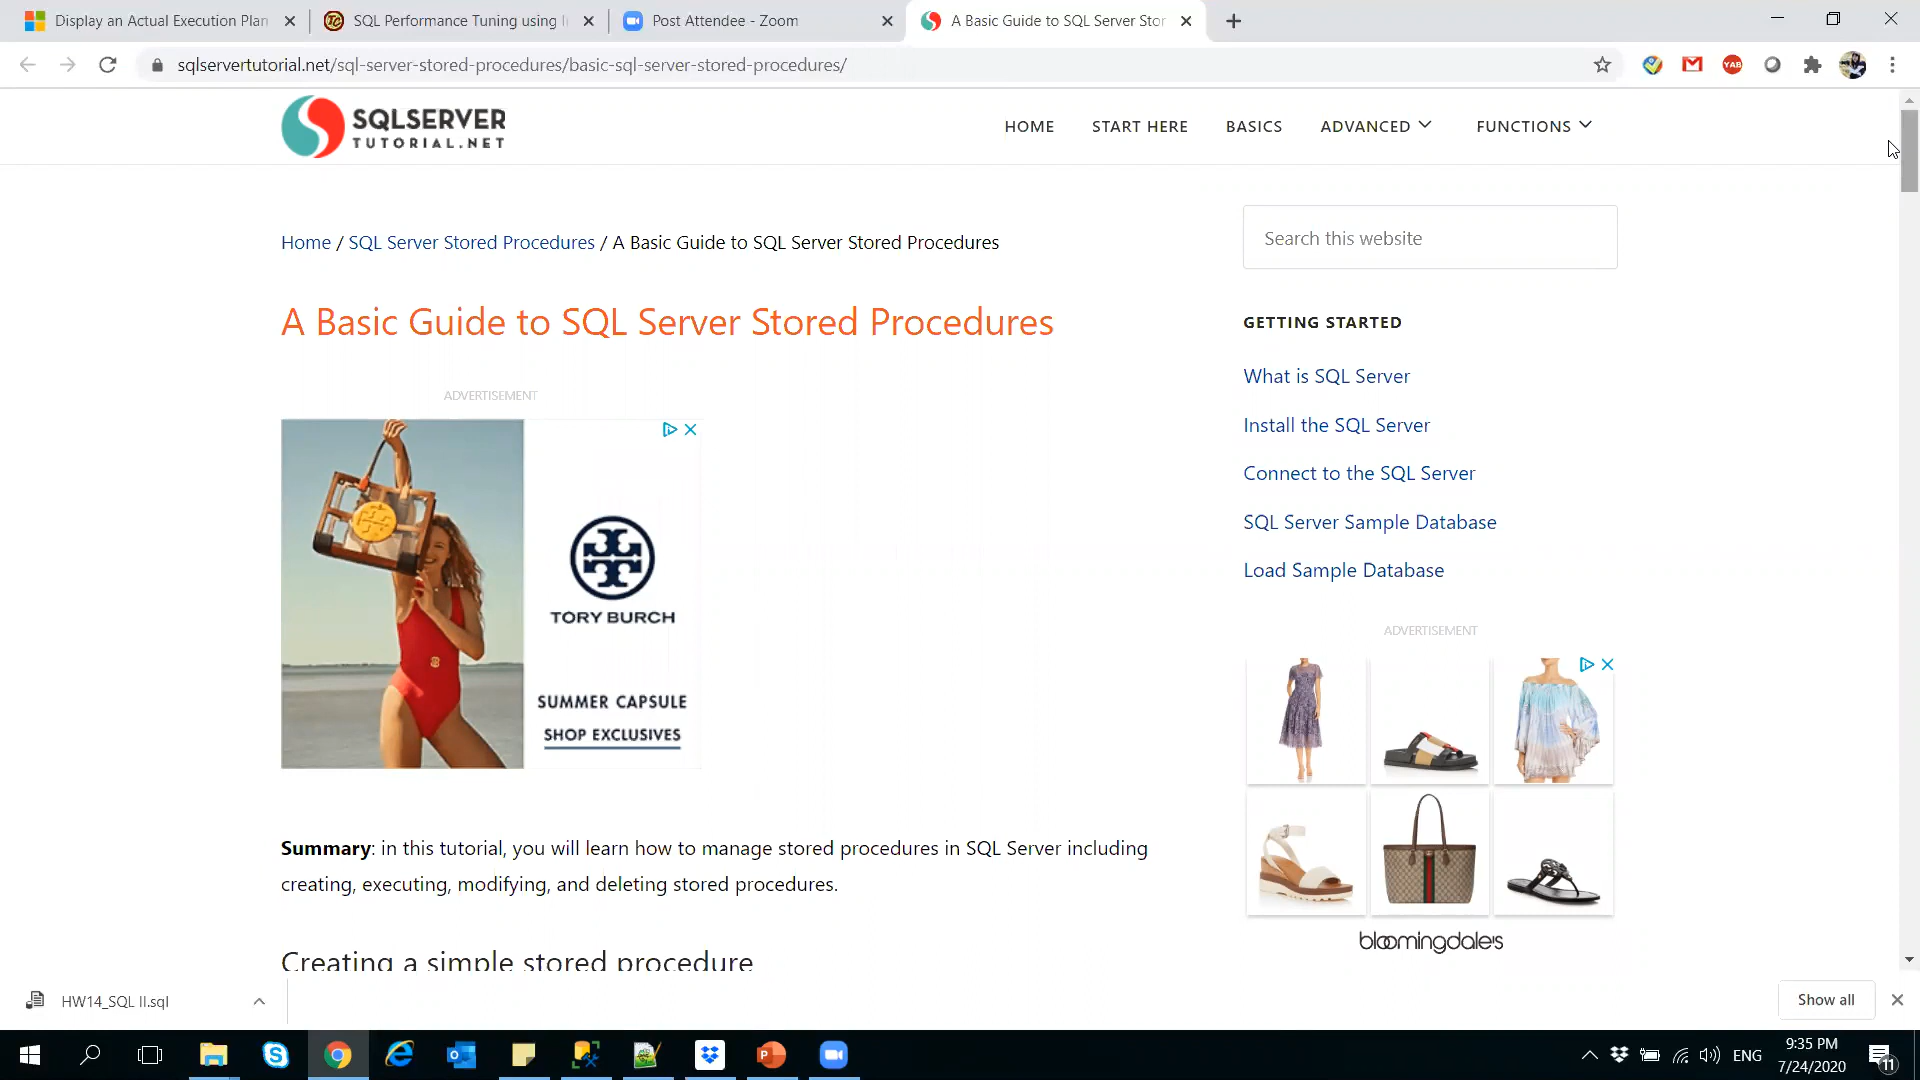 Display an Actual Execution Plan
SQL Performance Tuning using I
Post Attendee - Zoom
A Basic Guide to SQL Server Stor
sqlservertutorial.net/sql-server-stored-procedures/basic-sql-server-stored-procedures/
YAB
SQLSERVER
TUTORIAL.NET
HOME
START HERE
BASICS
ADVANCED
FUNCTIONS
Home / SQL Server Stored Procedures / A Basic Guide to SQL Server Stored Procedures
Search this website
A Basic Guide to SQL Server Stored Procedures
GETTING STARTED
What is SQL Server
Install the SQL Server
Connect to the SQL Server
SQL Server Sample Database
Load Sample Database
ADVERTISEMENT
TORY BURCH
SUMMER CAPSULE
SHOP EXCLUSIVES
ADVERTISEMENT
bloomingdale's
Summary: in this tutorial, you will learn how to manage stored procedures in SQL Server including
creating, executing, modifying, and deleting stored procedures.
Creating a simple stored procedure
HW14_SQL II.sql
Show all
ENG
9:35 PM
7/24/2020
11